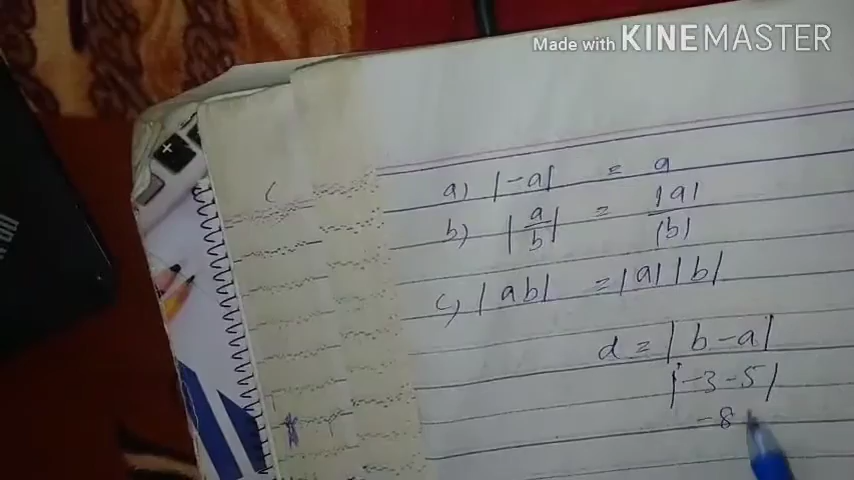 Made with KINEMASTER
a) |-a| = a
b) |a/b| = |a|/|b|
c) |ab| = |a||b|
d = |b-a|
|-3-5|
-8